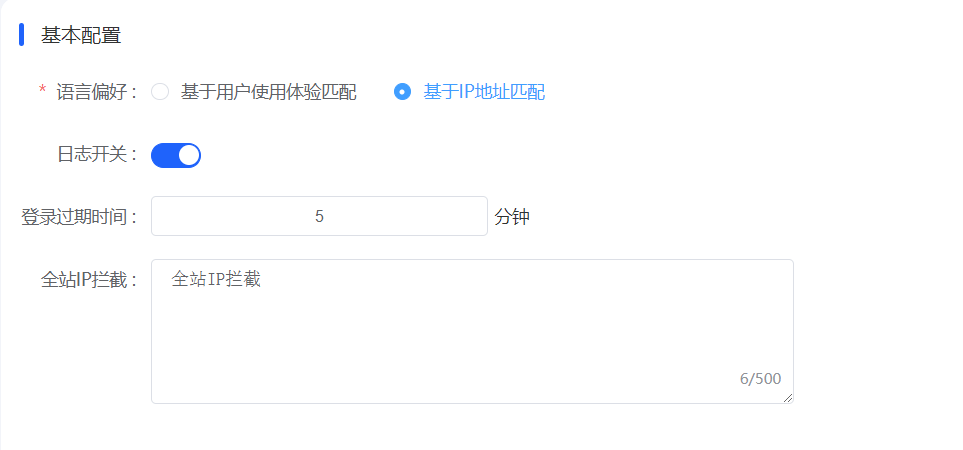 基本配置
* 语言偏好： 基于用户使用体验匹配 基于IP地址匹配
日志开关：
登录过期时间： 5 分钟
全站IP拦截： 全站IP拦截
6/500